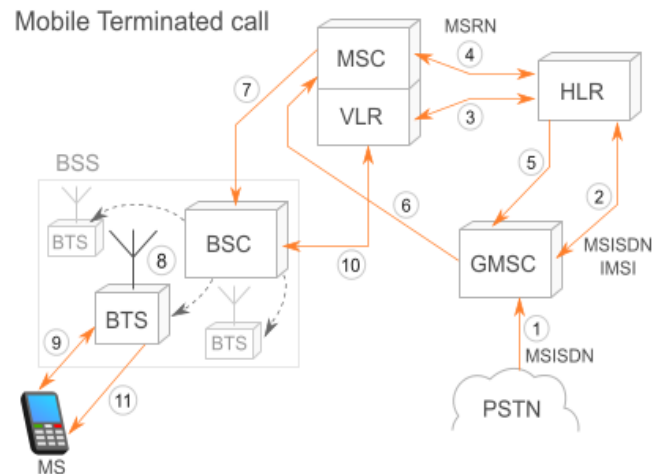 Mobile Terminated call
MSRN
MSC
4
HLR
7
VLR
3
BSS
5
2
6
BTS
BSC
8
GMSC
MSISDN
IMSI
10
BTS
BTS
9
1
MSISDN
11
PSTN
MS